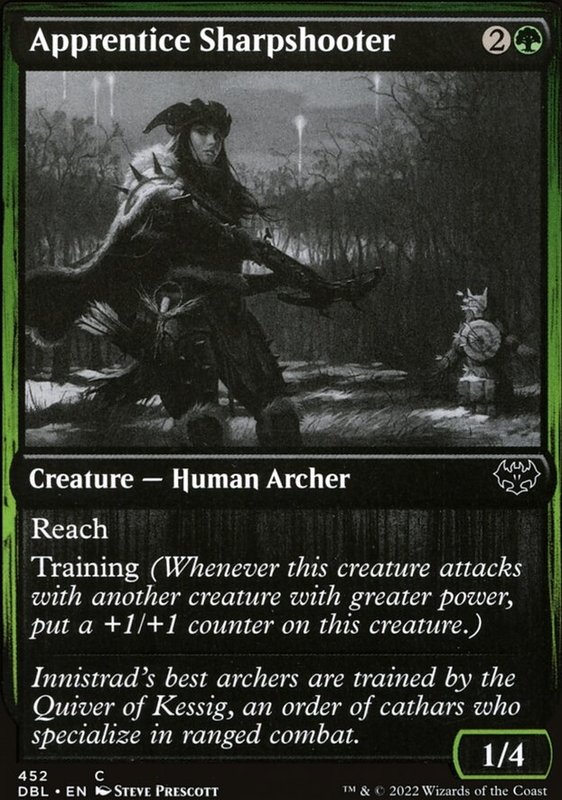 Apprentice Sharpshooter 2
Creature — Human Archer
Reach
Training (Whenever this creature attacks
with another creature with greater power,
put a +1/+1 counter on this creature.)
Innistrad's best archers are trained by the
Quiver of Kessig, an order of cathars who
specialize in ranged combat.
1/4
452 C
DBL • EN Steve Prescott
™ & © 2022 Wizards of the Coast